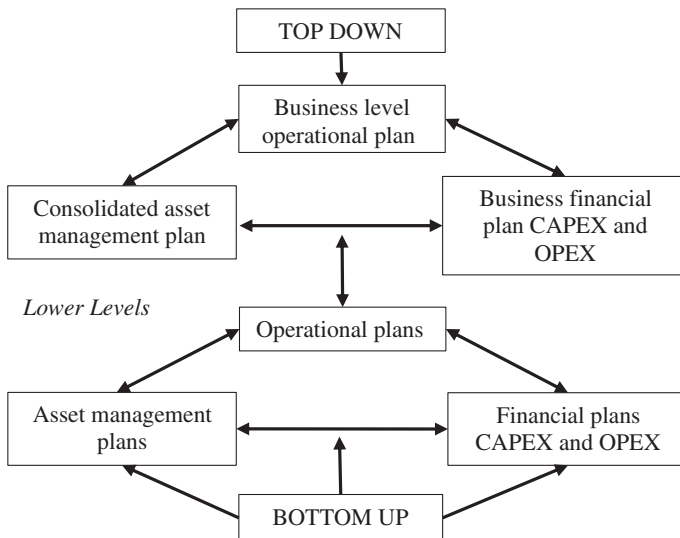 TOP DOWN
Business level
operational plan
Consolidated asset
management plan
Business financial
plan CAPEX and
OPEX
Lower Levels
Operational plans
Asset management
plans
Financial plans
CAPEX and OPEX
BOTTOM UP